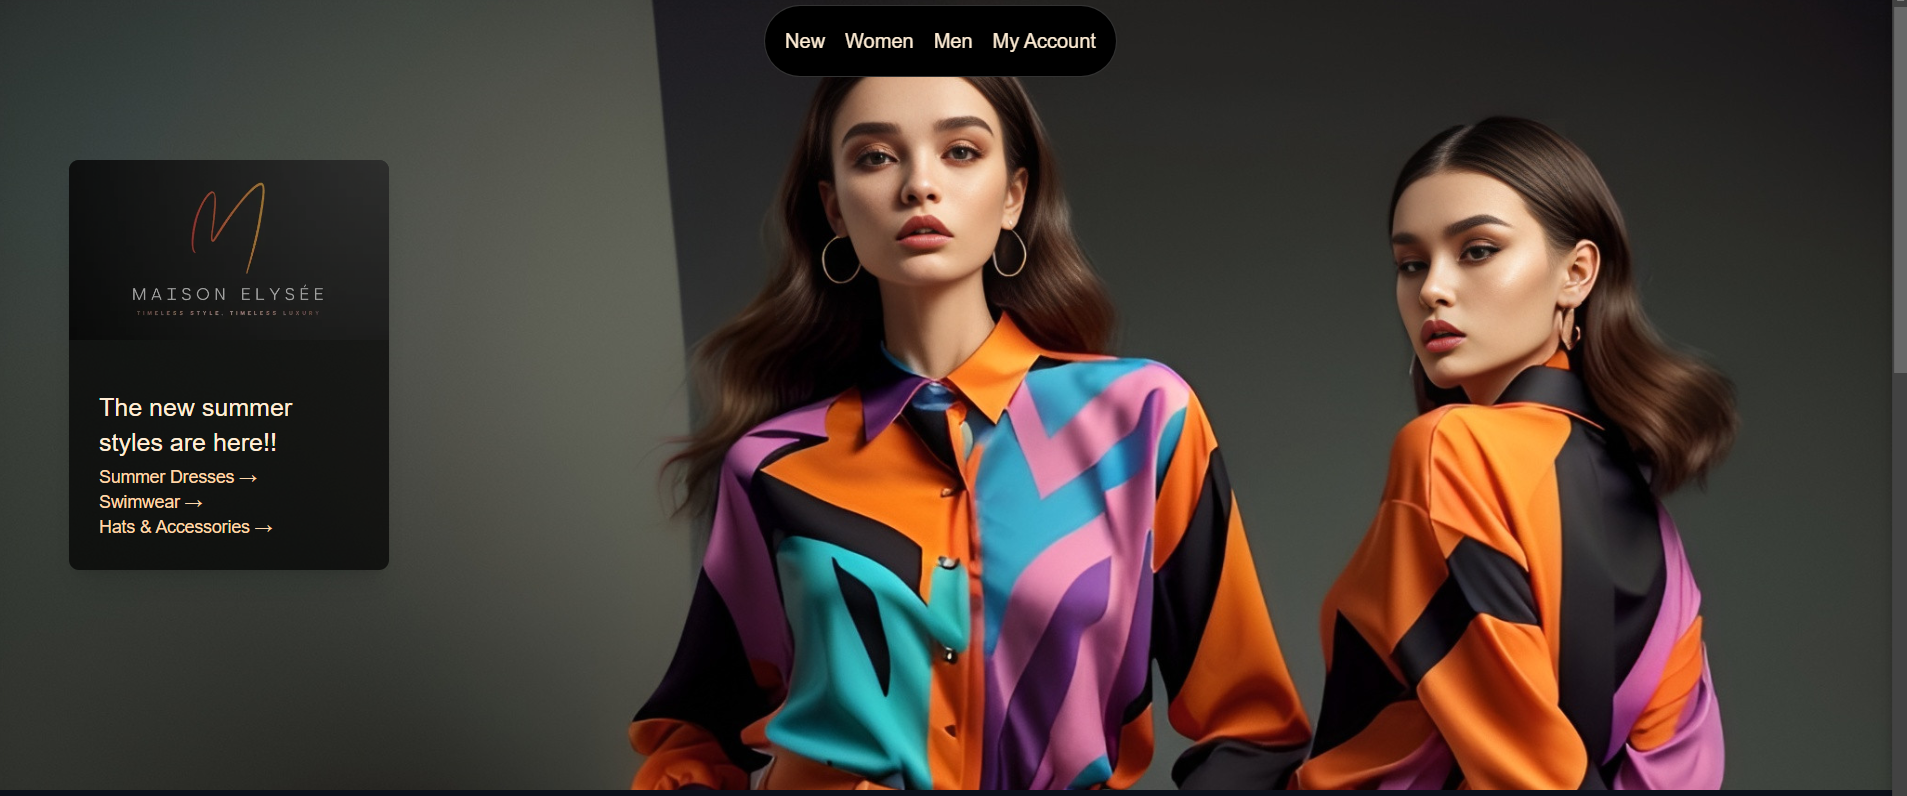 New Women Men My Account
MAISON ELYSÉE
TIMELESS STYLE, TIMELESS LUXURY
The new summer
styles are here!!
Summer Dresses →
Swimwear →
Hats & Accessories →